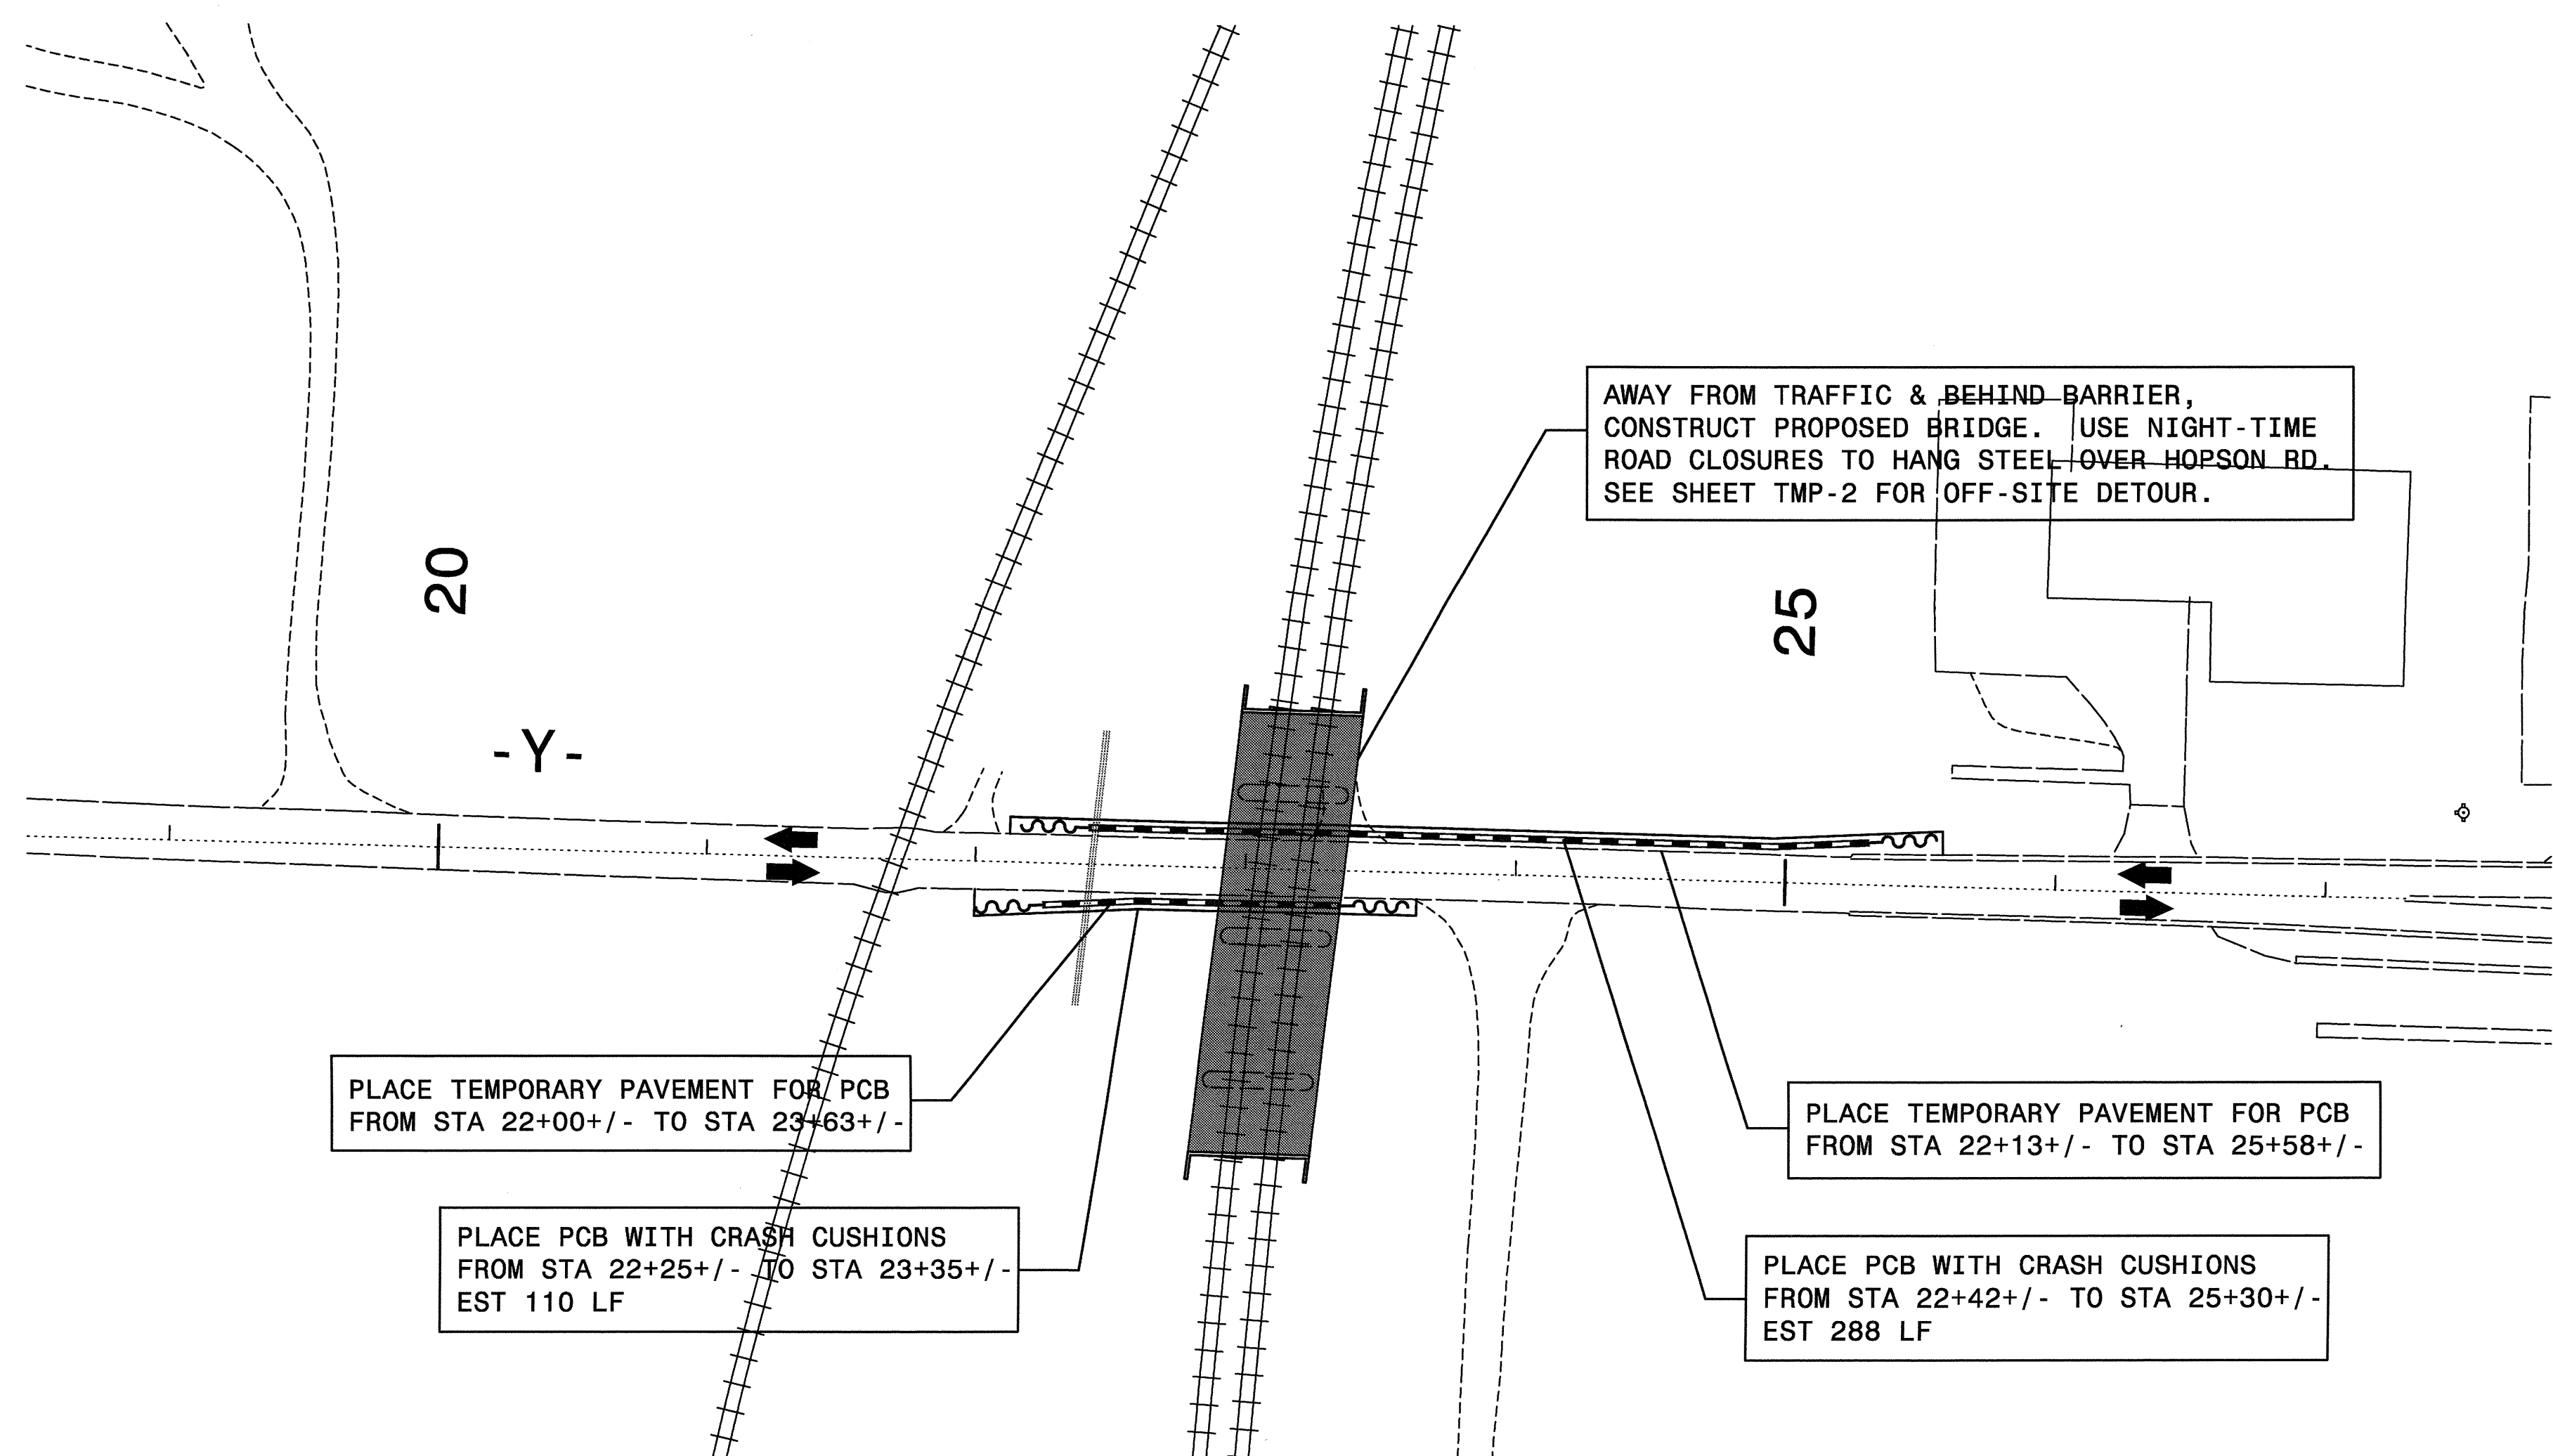 AWAY FROM TRAFFIC & BEHIND BARRIER,
CONSTRUCT PROPOSED BRIDGE. USE NIGHT-TIME
ROAD CLOSURES TO HANG STEEL OVER HOPSON RD.
SEE SHEET TMP-2 FOR OFF-SITE DETOUR.
20
25
-Y-
PLACE TEMPORARY PAVEMENT FOR PCB
FROM STA 22+00+/- TO STA 23+63+/-
PLACE TEMPORARY PAVEMENT FOR PCB
FROM STA 22+13+/- TO STA 25+58+/-
PLACE PCB WITH CRASH CUSHIONS
FROM STA 22+25+/- TO STA 23+35+/-
EST 110 LF
PLACE PCB WITH CRASH CUSHIONS
FROM STA 22+42+/- TO STA 25+30+/-
EST 288 LF